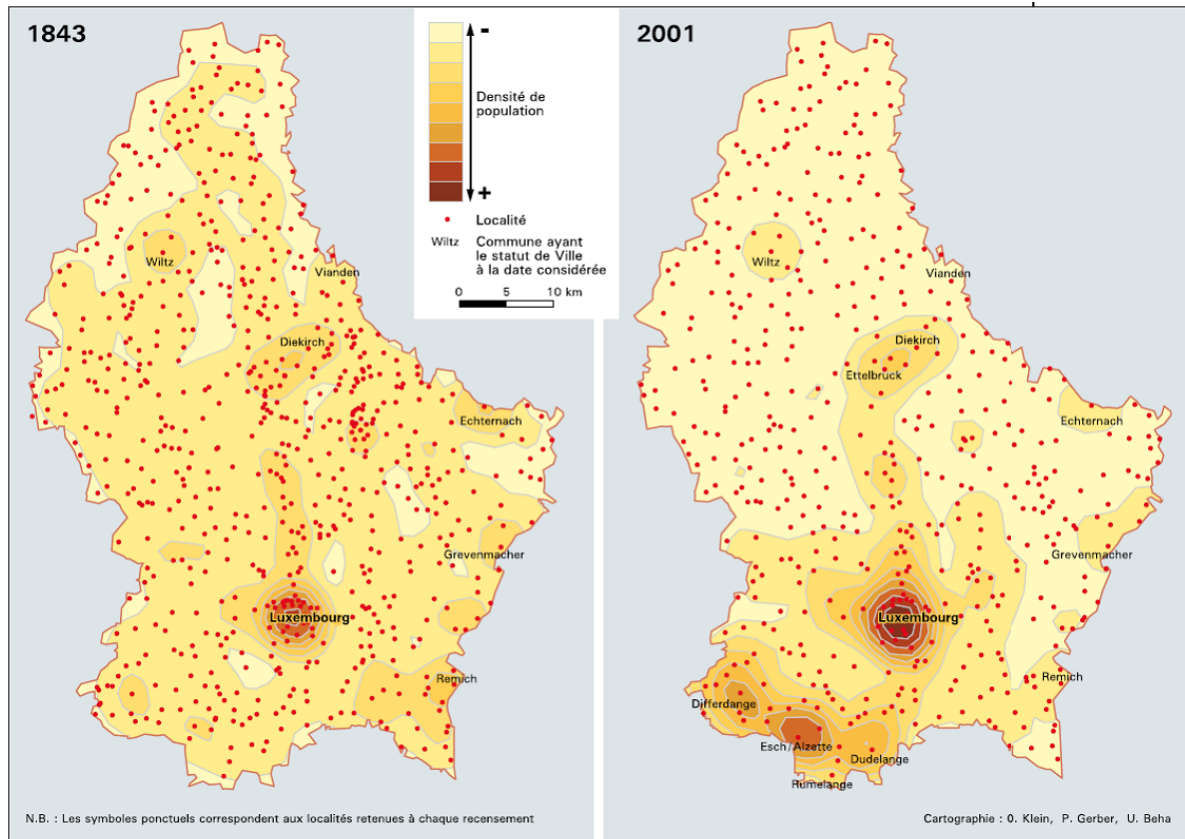 1843
-
Densité de
population
+
Localité
Wiltz
Commune ayant
le statut de Ville
à la date considérée
0 5 10 km
Wiltz
Vianden
Diekirch
Echternach
Grevenmacher
Luxembourg
Remich
N.B. : Les symboles ponctuels correspondent aux localités retenues à chaque recensement
2001
Wiltz
Vianden
Diekirch
Ettelbruck
Echternach
Grevenmacher
Luxembourg
Remich
Differdange
Esch/Alzette
Dudelange
Rumelange
Cartographie : O. Klein, P. Gerber, U. Beha